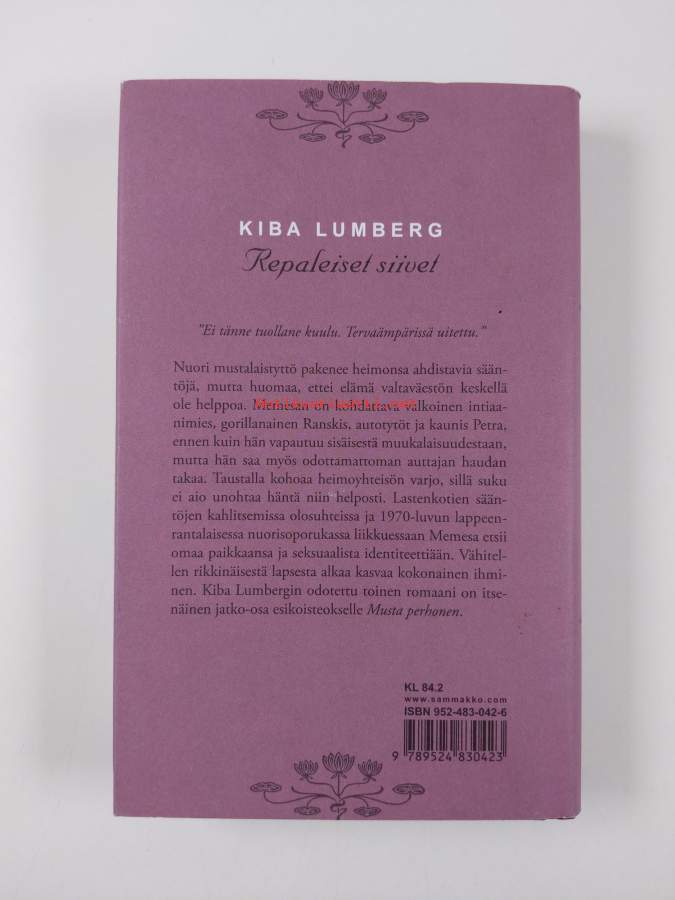 KIBA LUMBERG
Repaleiset siivet
"Ei tänne tuollane kuulu. Tervaämpärissä uitettu."
Nuori mustalaistyttö pakenee heimonsa ahdistavia sään-
töjä, mutta huomaa, ettei elämä valtaväestön keskellä
ole helppoa. Memesan on kohdattava valkoinen intiaa-
nimies, gorillanainen Ranskis, autotytöt ja kaunis Petra,
ennen kuin hän vapautuu sisäisestä muukalaisuudestaan,
mutta hän saa myös odottamattoman auttajan haudan
takaa. Taustalla kohoaa heimoyhteisön varjo, sillä suku
ei aio unohtaa häntä niin helposti. Lastenkotien sään-
töjen kahlitsemissa olosuhteissa ja 1970-luvun lappeen-
rantalaisessa nuorisoporukassa liikkuessaan Memesa etsii
omaa paikkaansa ja seksuaalista identiteettiään. Vähitel-
len rikkinäisestä lapsesta alkaa kasvaa kokonainen ihmi-
nen. Kiba Lumbergin odotettu toinen romaani on itse-
näinen jatko-osa esikoisteokselle Musta perhonen.
KL 84.2
www.sammakko.com
ISBN 952-483-042-6
9 789524 830423